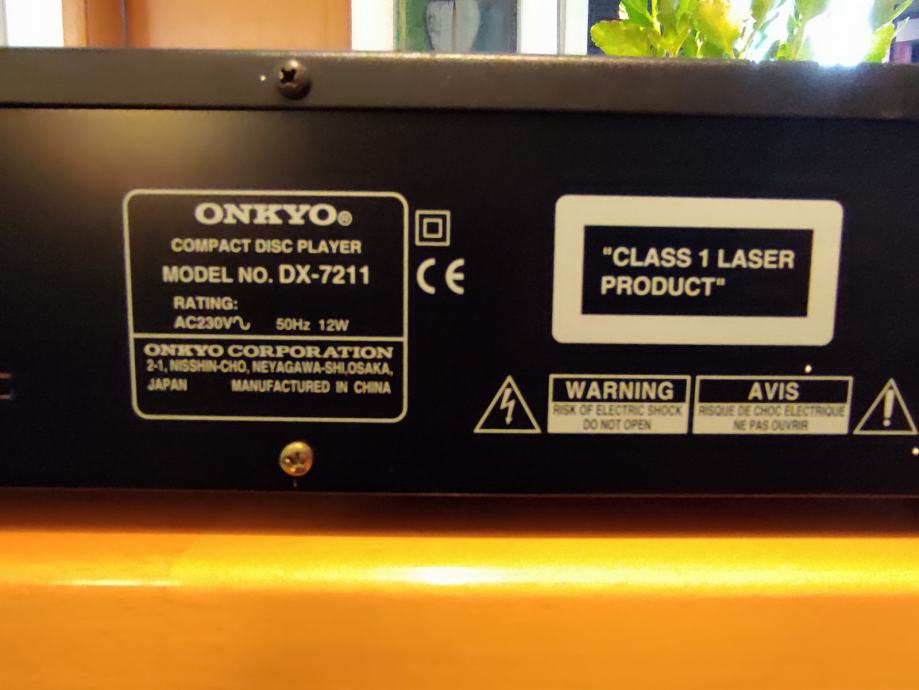 ONKYO®
COMPACT DISC PLAYER
MODEL NO. DX-7211
RATING:
AC230V∿ 50Hz 12W
ONKYO CORPORATION
2-1, NISSHIN-CHO, NEYAGAWA-SHI,OSAKA,
JAPAN MANUFACTURED IN CHINA
CE
"CLASS 1 LASER
PRODUCT"
WARNING
RISK OF ELECTRIC SHOCK
DO NOT OPEN
AVIS
RISQUE DE CHOC ELECTRIQUE
NE PAS OUVRIR